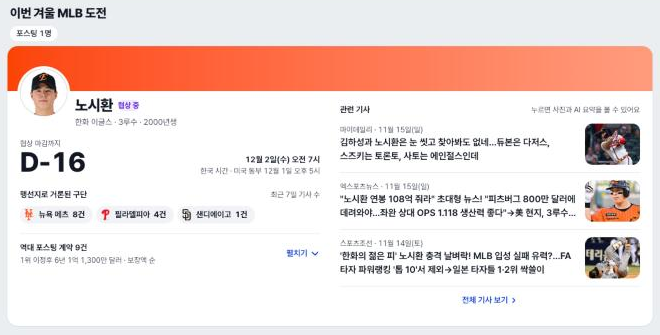 이번 겨울 MLB 도전
포스팅 1명
노시환 협상 중
한화 이글스 · 3루수 · 2000년생
협상 마감까지
D-16
12월 2일(수) 오전 7시
한국 시간 · 미국 동부 12월 1일 오후 5시
행선지로 거론된 구단
최근 7일 기사 수
뉴욕 메츠 8건
필라델피아 4건
샌디에이고 1건
역대 포스팅 계약 9건
1위 이정후 6년 1억 1,300만 달러 · 보장액 순
펼치기
관련 기사
누르면 사진과 AI 요약을 볼 수 있어요
마이데일리 · 11월 15일(일)
김하성과 노시환은 눈 씻고 찾아봐도 없네…듀본은 다저스,
스즈키는 토론토, 사토는 에인절스인데
엑스포츠뉴스 · 11월 15일(일)
"노시환 연봉 108억 줘라" 초대형 뉴스! "피츠버그 800만 달러에
데려와야…좌완 상대 OPS 1.118 생산력 좋다"→美 현지, 3루수…
스포츠조선 · 11월 14일(토)
'한화의 젊은 피' 노시환 충격 날벼락! MLB 입성 실패 유력?…FA
타자 파워랭킹 '톱 10'서 제외→일본 타자들 1·2위 싹쓸이
전체 기사 보기